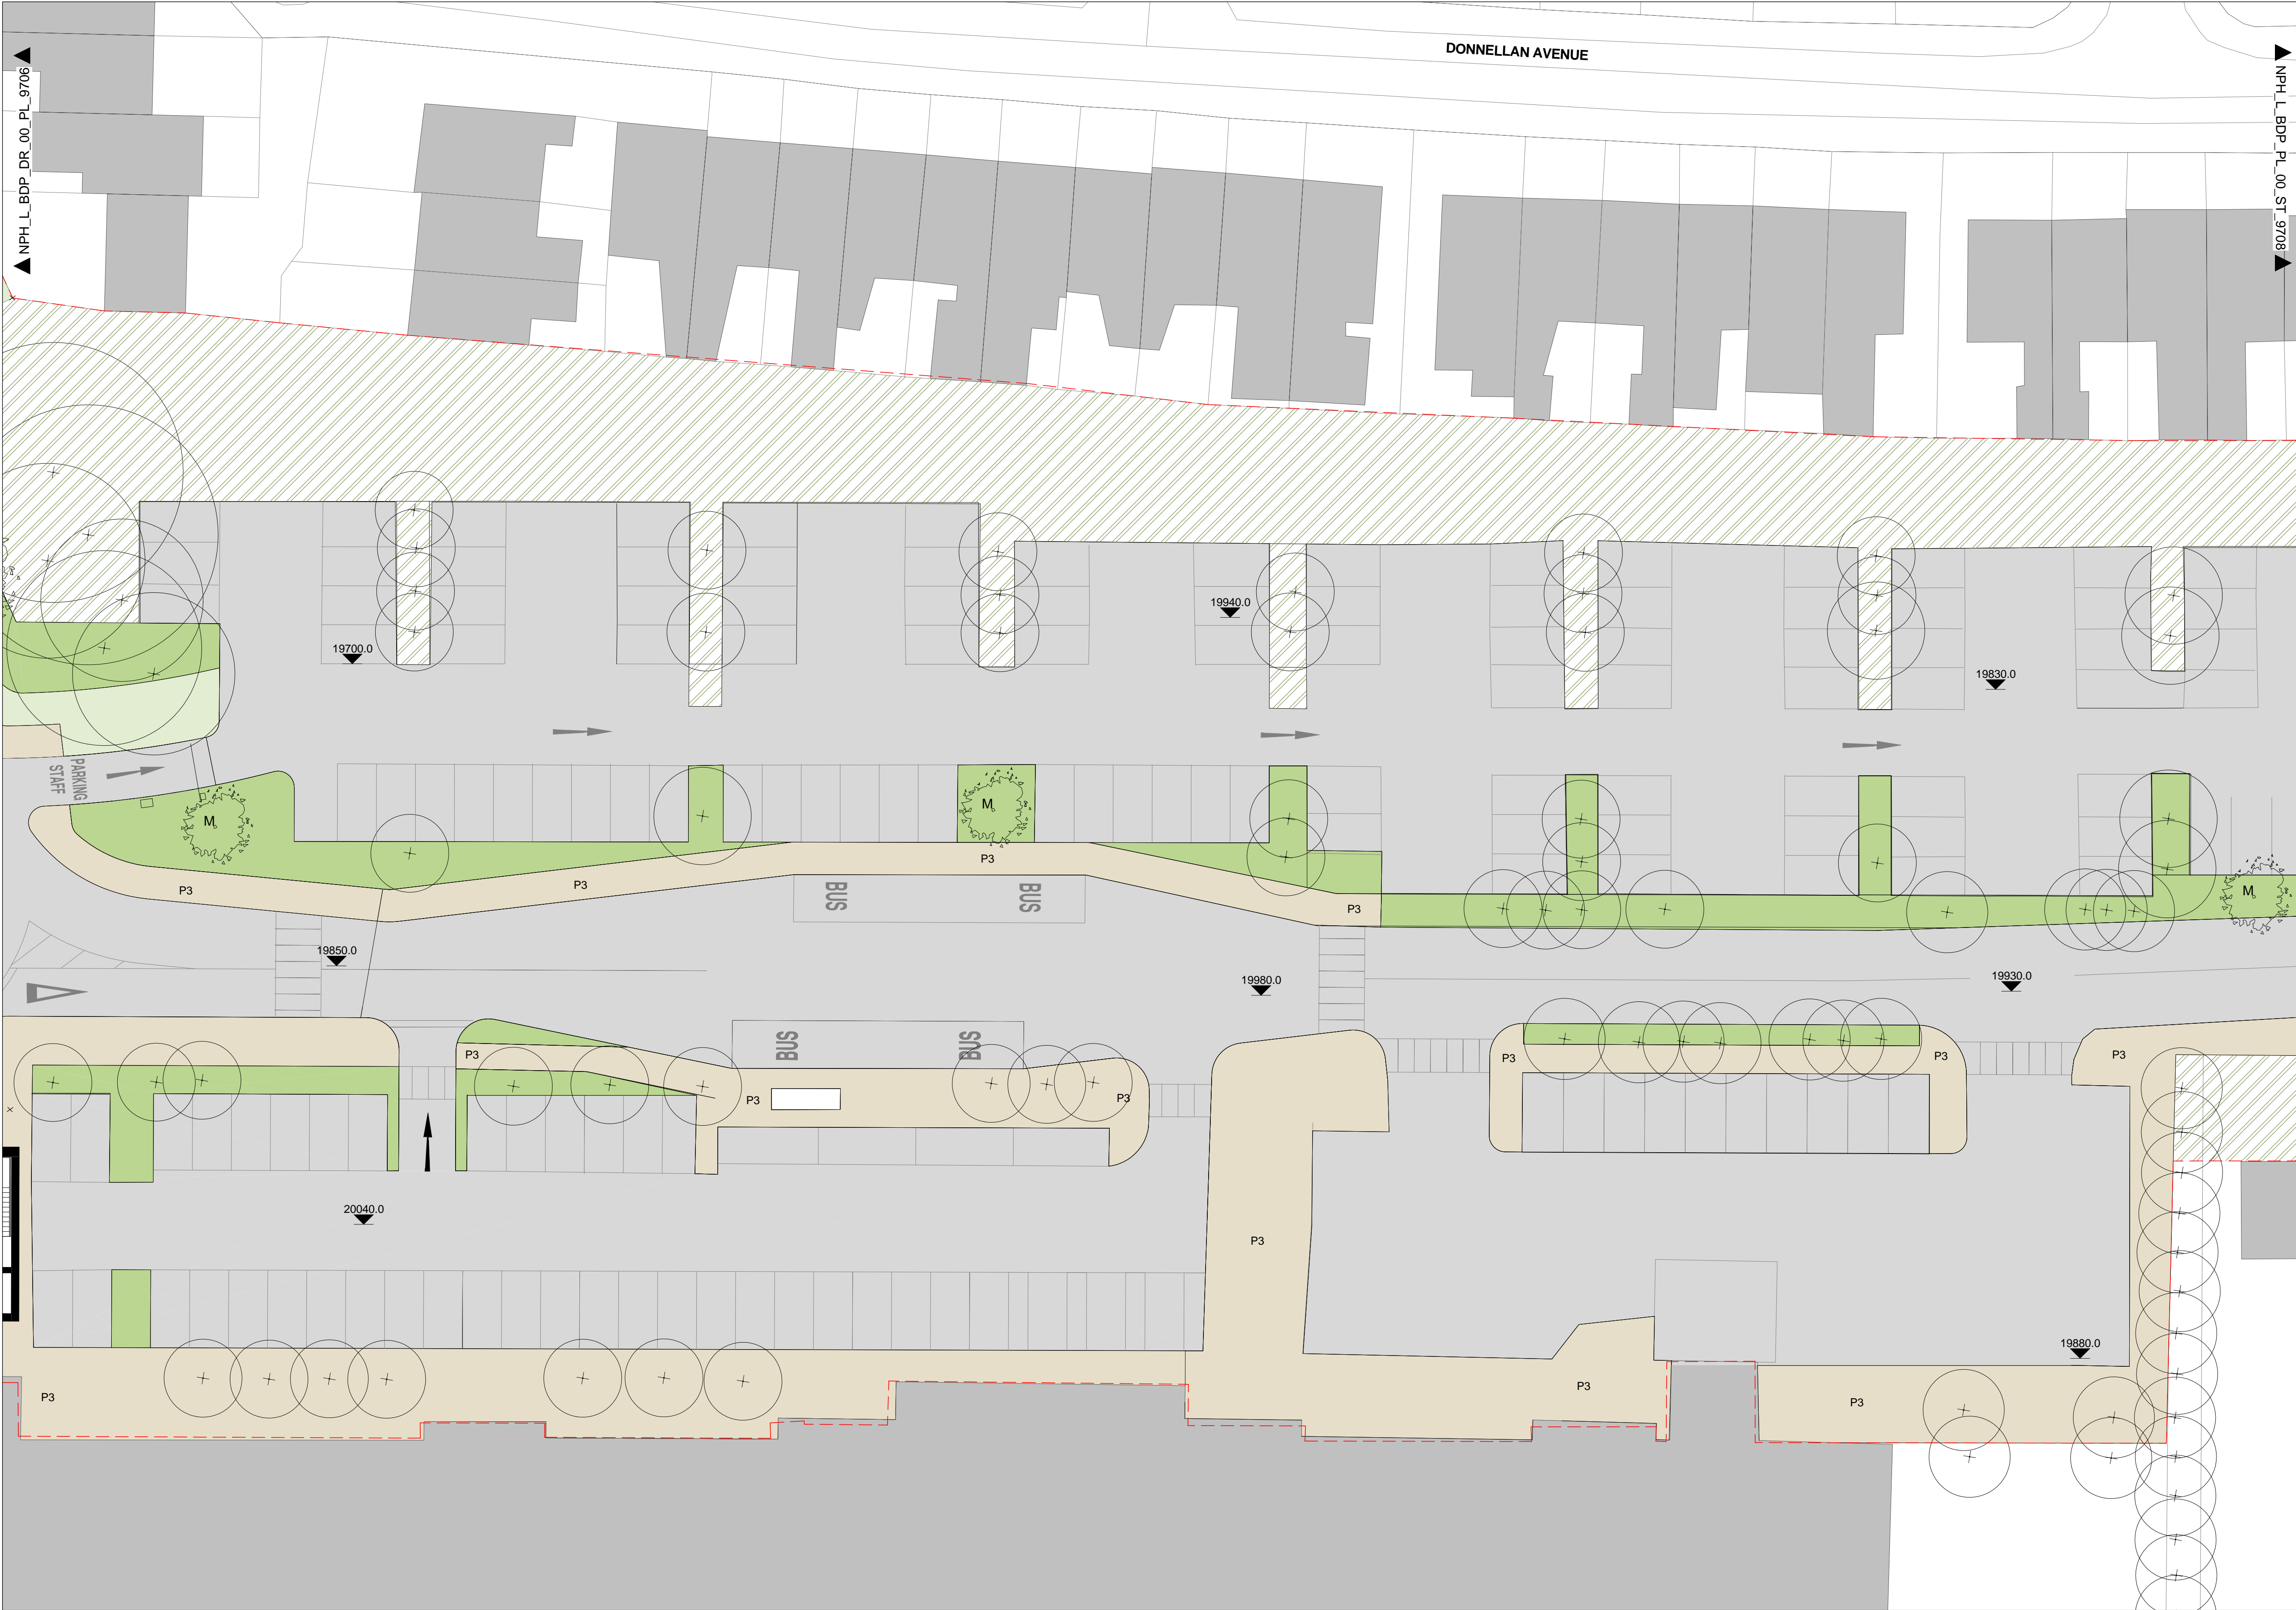 DONNELLAN AVENUE
NPH_L_BDP_DR_00_PL_9706
NPH_L_BDP_PL_00_ST_9708
19940.0
19700.0
19830.0
PARKING
STAFF
M
M
P3
P3
P3
BUS
BUS
P3
M
19850.0
19980.0
19930.0
BUS
BUS
P3
P3
P3
P3
P3
P3
20040.0
P3
19880.0
P3
P3
P3